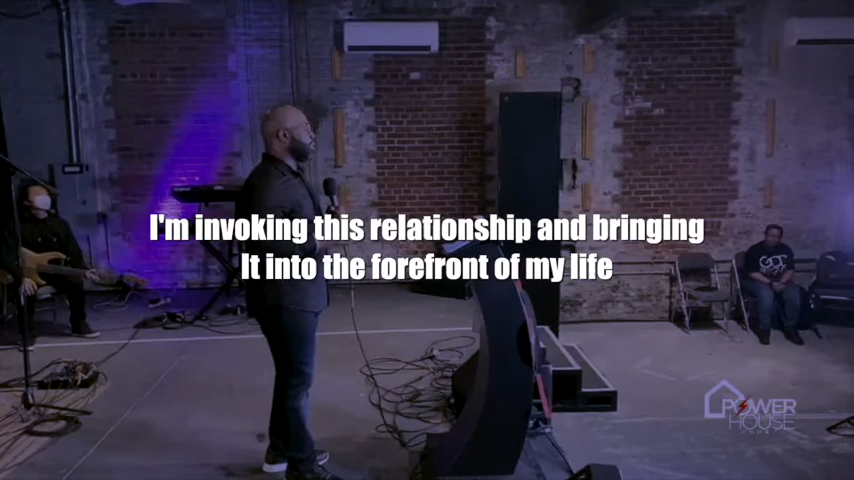 I'm invoking this relationship and bringing
It into the forefront of my life
POWER
HOUSE